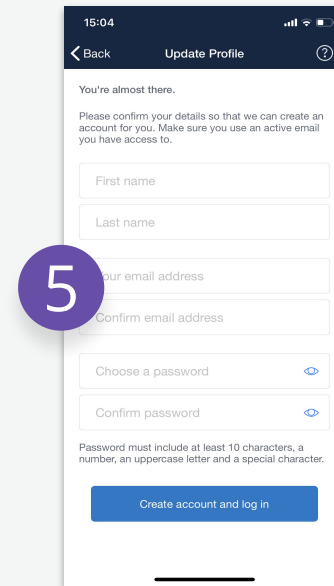 15:04
Back Update Profile ?
You're almost there.
Please confirm your details so that we can create an
account for you. Make sure you use an active email
you have access to.
First name
Last name
5
our email address
Confirm email address
Choose a password
Confirm password
Password must include at least 10 characters, a
number, an uppercase letter and a special character.
Create account and log in